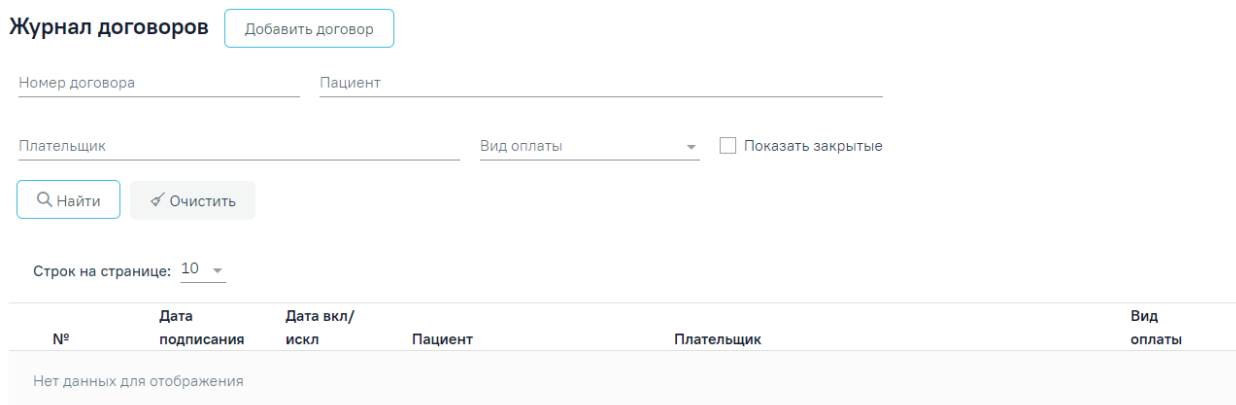 Журнал договоров Добавить договор
Номер договора Пациент
Плательщик Вид оплаты Показать закрытые
Найти Очистить
Строк на странице: 10
№ Дата подписания Дата вкл/искл Пациент Плательщик Вид оплаты
Нет данных для отображения